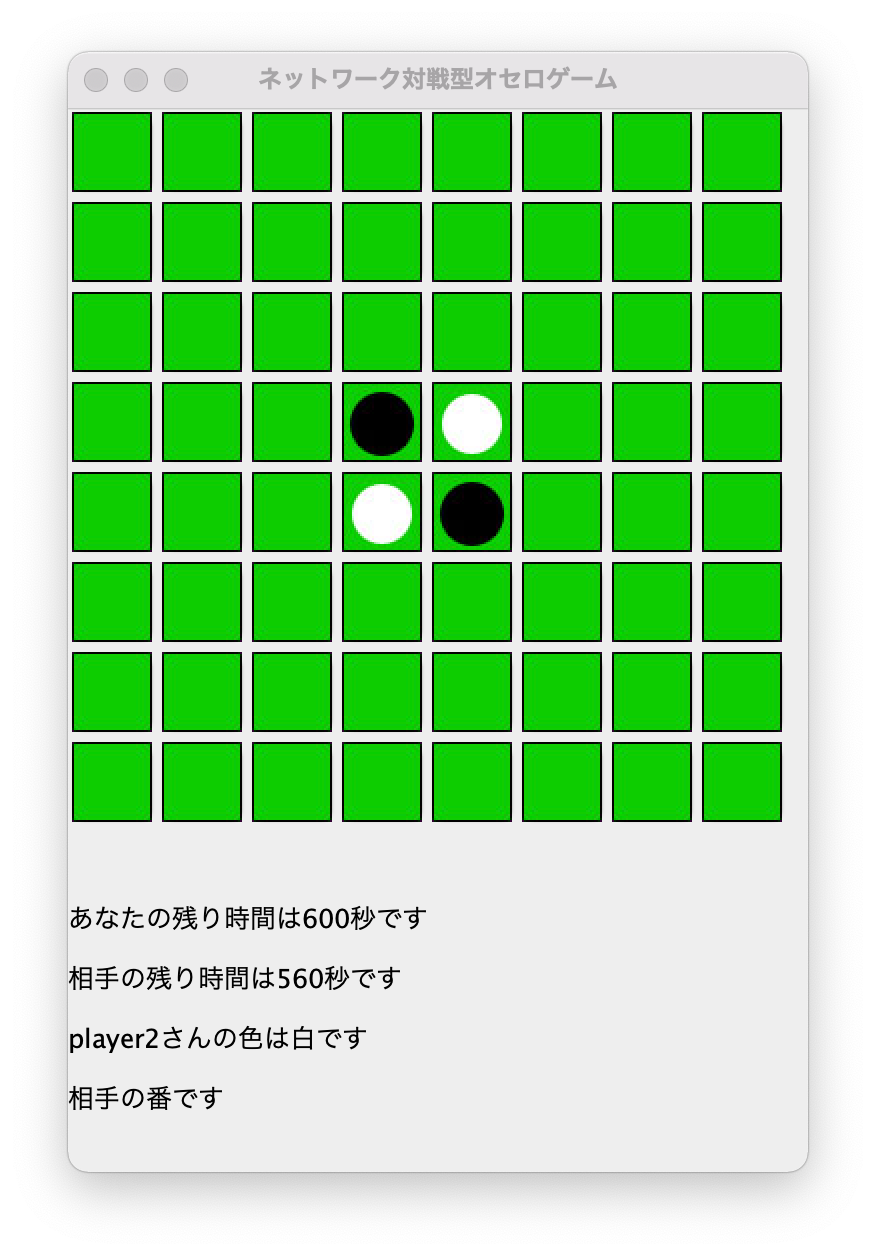 ネットワーク対戦型オセロゲーム
あなたの残り時間は600秒です
相手の残り時間は560秒です
player2さんの色は白です
相手の番です